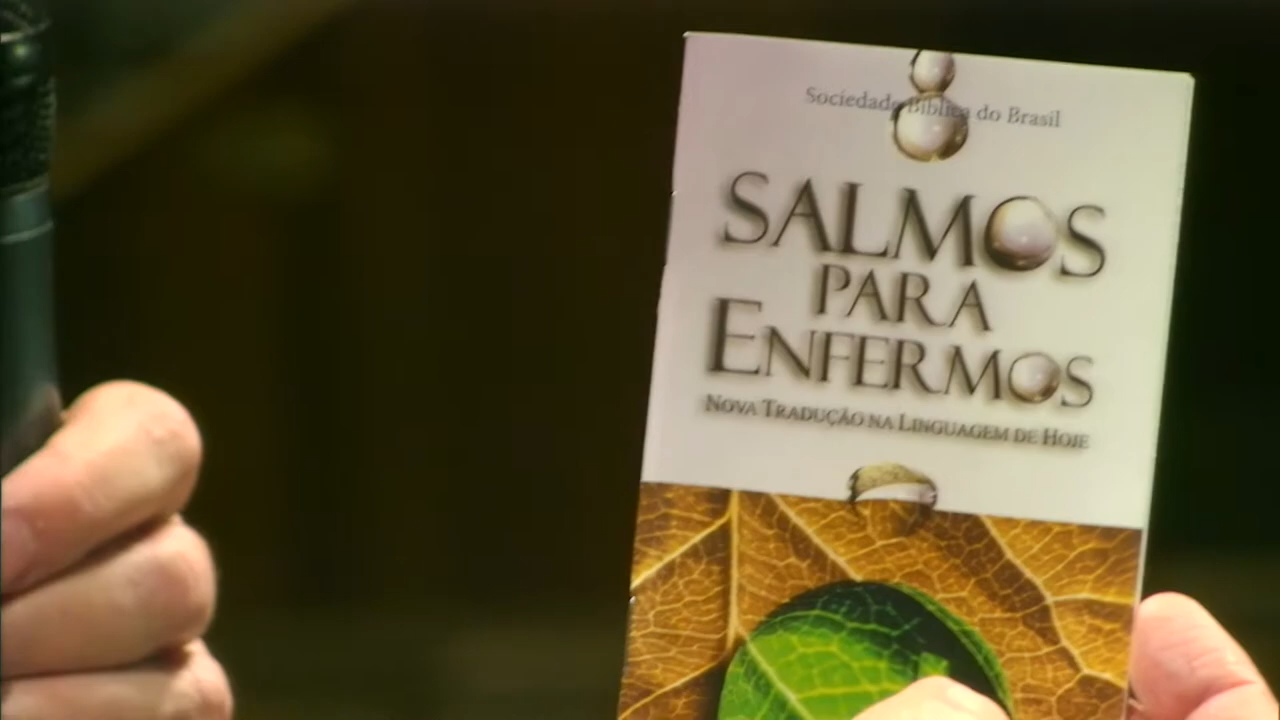 Sociedade Bíblica do Brasil
SALMOS
PARA
ENFERMOS
NOVA TRADUÇÃO NA LINGUAGEM DE HOJE